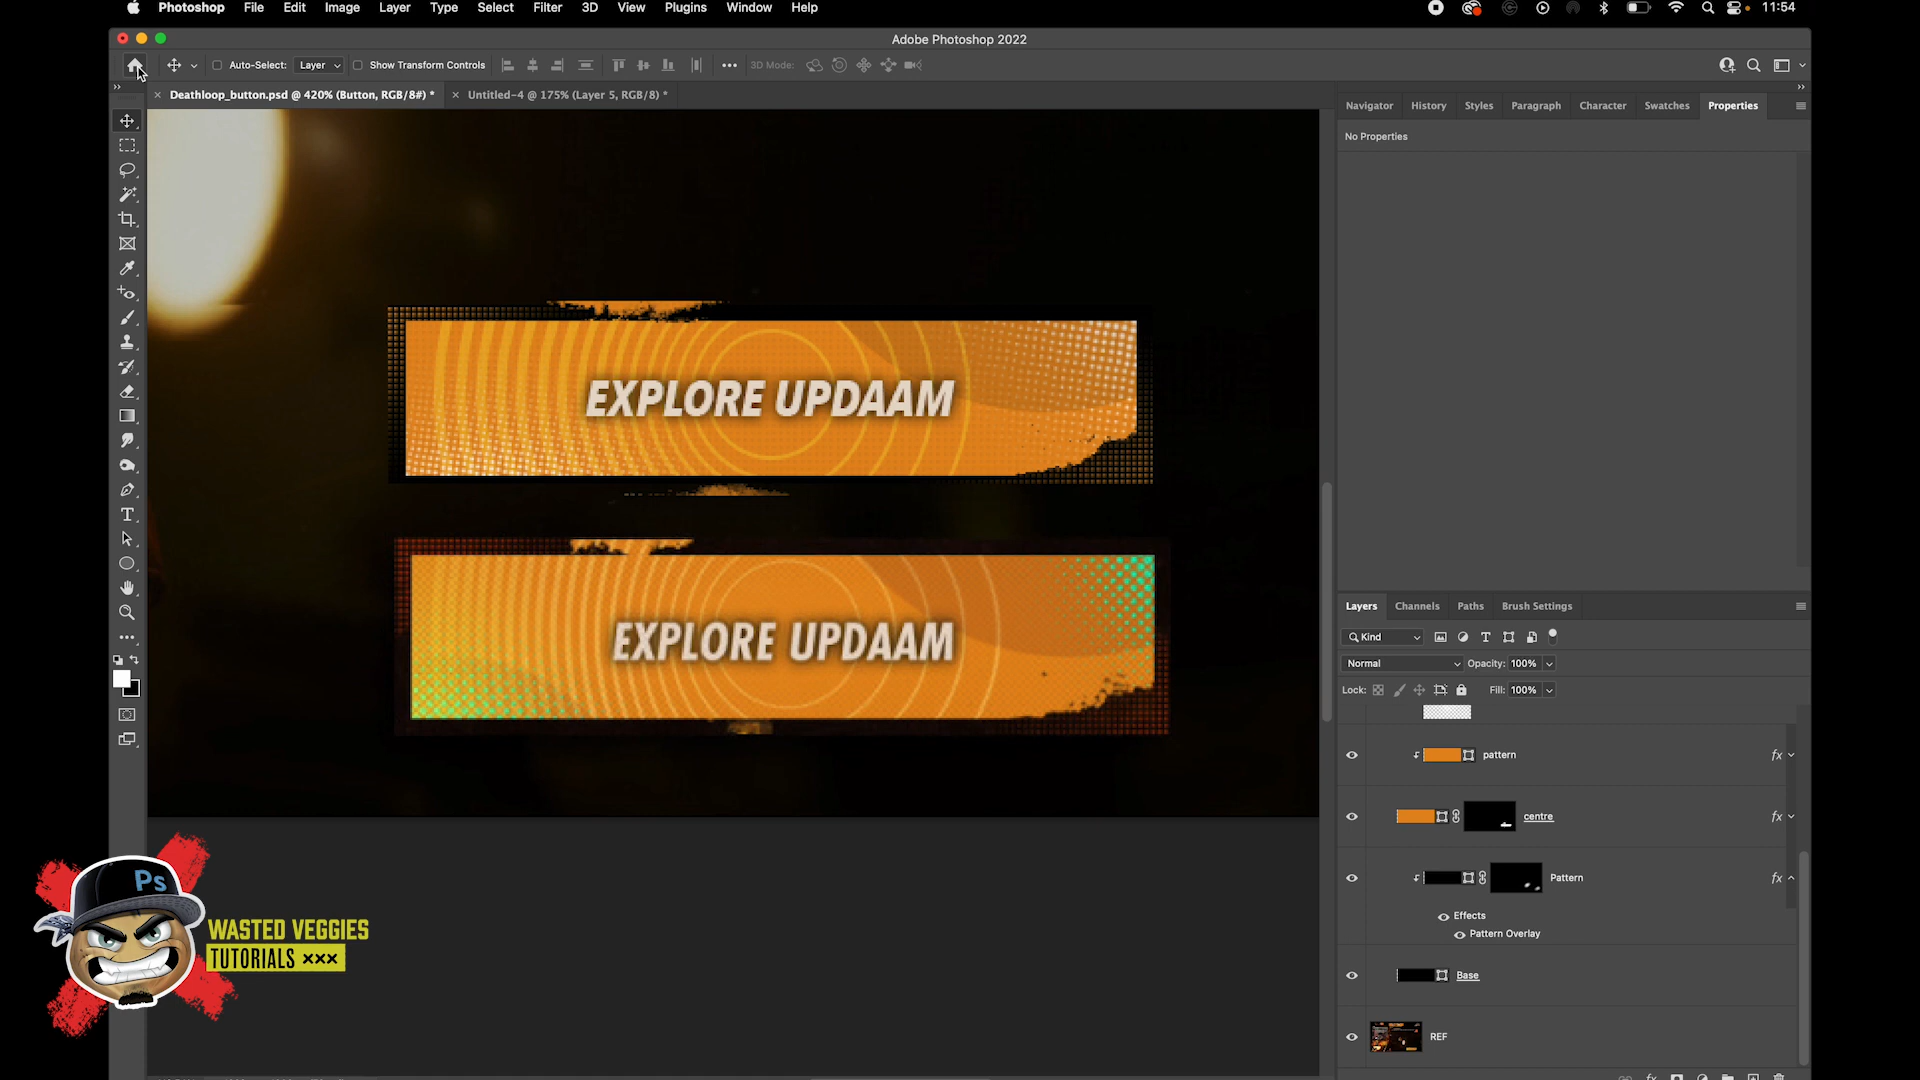 Photoshop File Edit Image Layer Type Select Filter 3D View Plugins Window Help 11:54
Adobe Photoshop 2022
Auto-Select: Layer Show Transform Controls 3D Mode:
Deathloop_button.psd @ 420% (Button, RGB/8#) * Untitled-4 @ 175% (Layer 5, RGB/8) *
Navigator History Styles Paragraph Character Swatches Properties
No Properties
EXPLORE UPDAAM
EXPLORE UPDAAM
Layers Channels Paths Brush Settings
Kind
Normal Opacity: 100%
Lock: Fill: 100%
pattern fx
centre fx
Pattern fx
Effects
Pattern Overlay
Base
REF
Ps
WASTED VEGGIES
TUTORIALS XXX